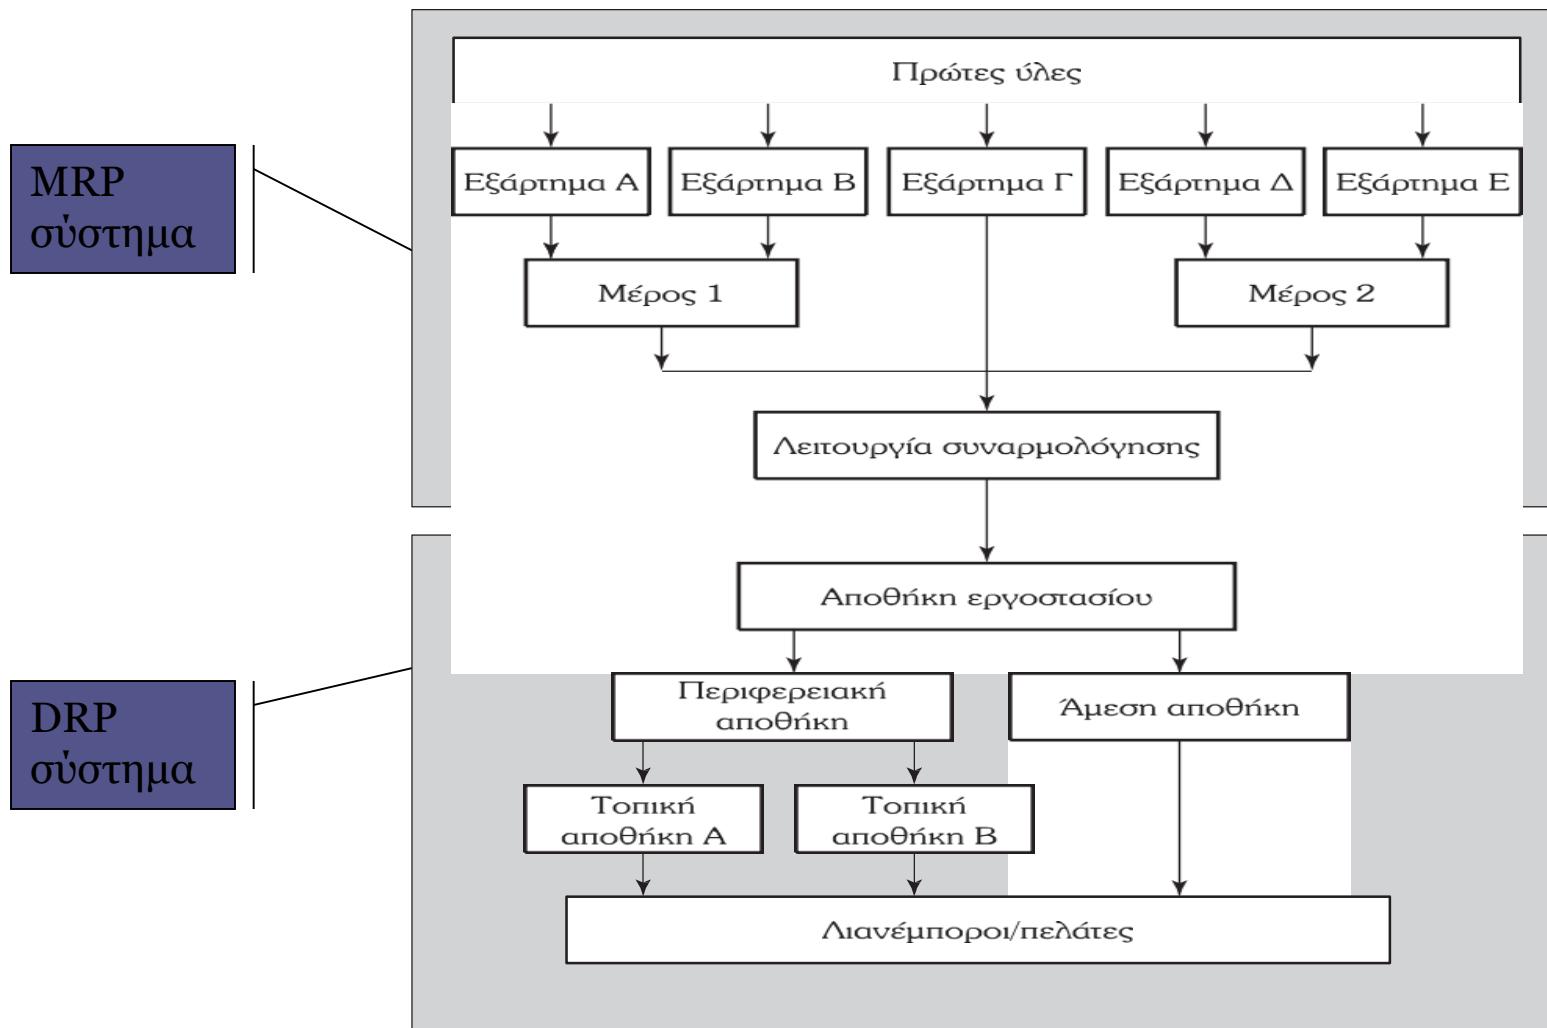 Πρώτες ύλες
MRP
σύστημα
Εξάρτημα Α
Εξάρτημα Β
Εξάρτημα Γ
Εξάρτημα Δ
Εξάρτημα Ε
Μέρος 1
Μέρος 2
Λειτουργία συναρμολόγησης
Αποθήκη εργοστασίου
DRP
σύστημα
Περιφερειακή
αποθήκη
Άμεση αποθήκη
Τοπική
αποθήκη Α
Τοπική
αποθήκη Β
Λιανέμποροι/πελάτες